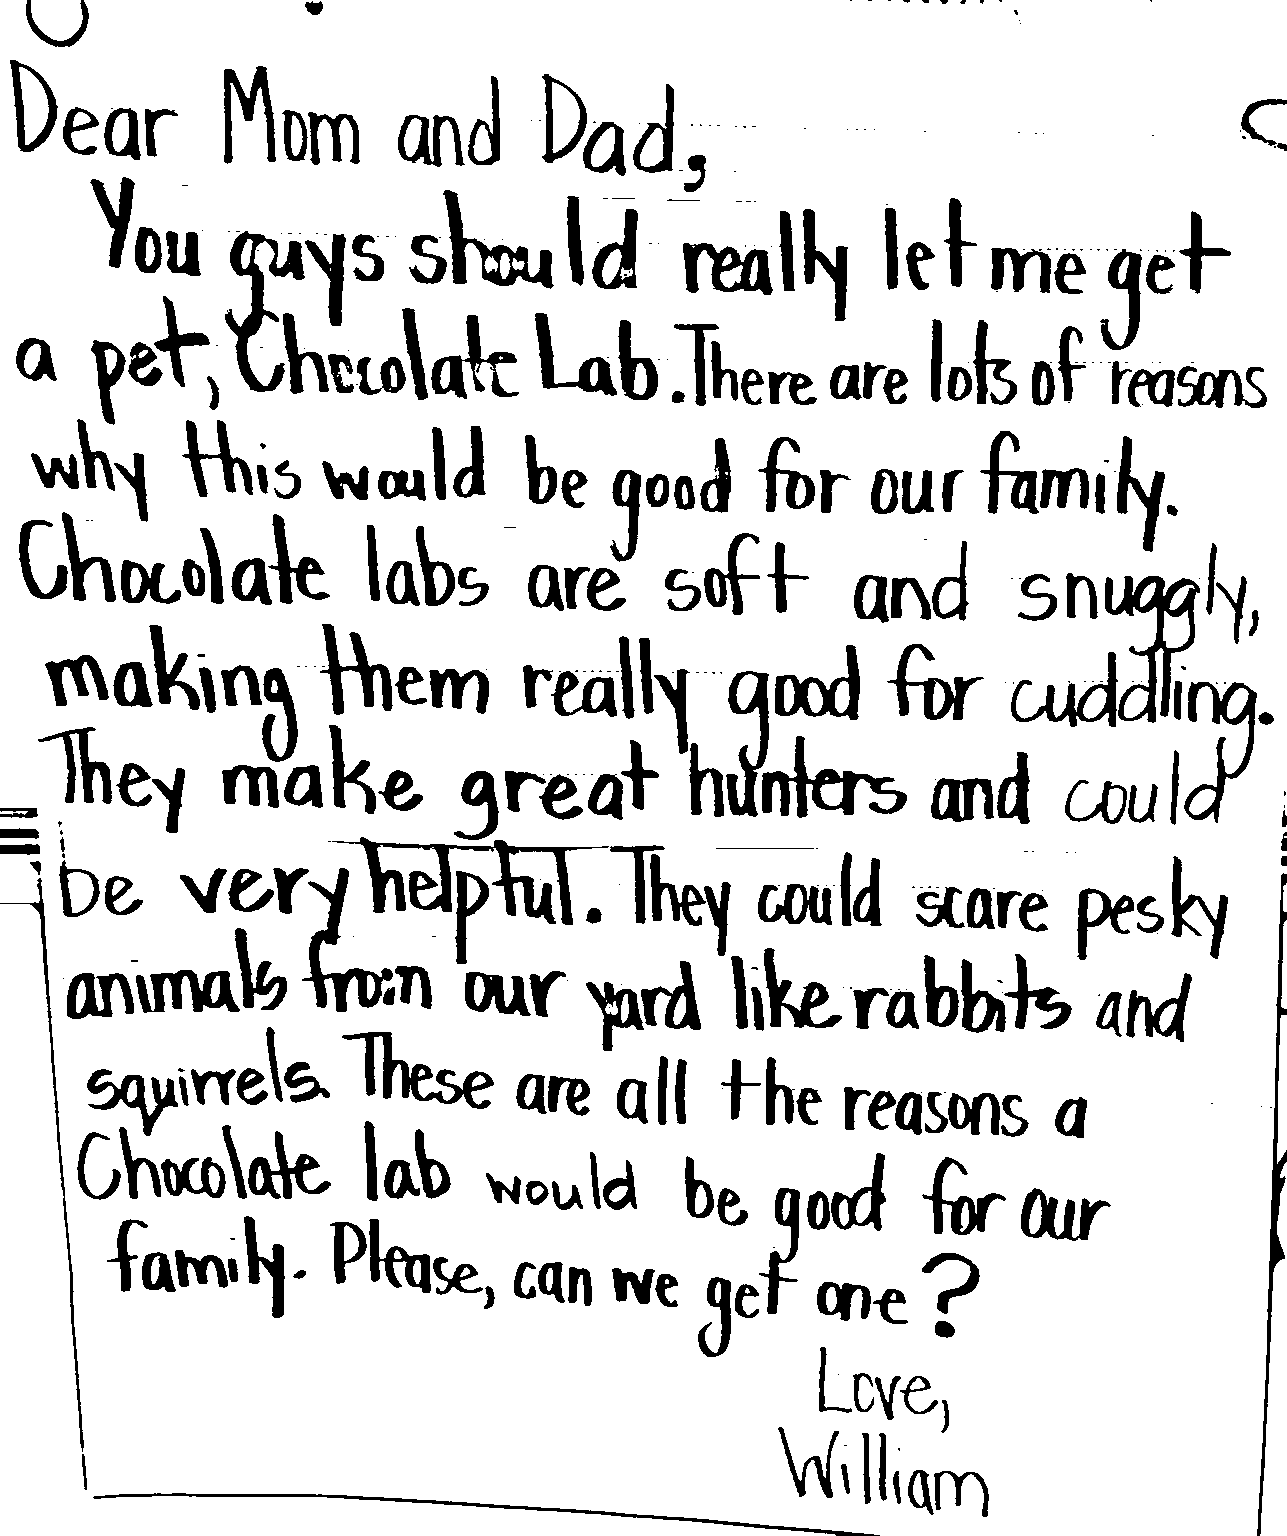 Dear Mom and Dad,
You guys should really let me get
a pet, Chocolate Lab. There are lots of reasons
why this would be good for our family.
Chocolate labs are soft and snuggly,
making them really good for cuddling.
They make great hunters and could
be very helpful. They could scare pesky
animals from our yard like rabbits and
squirrels. These are all the reasons a
Chocolate lab would be good for our
family. Please, can we get one?
Love,
William